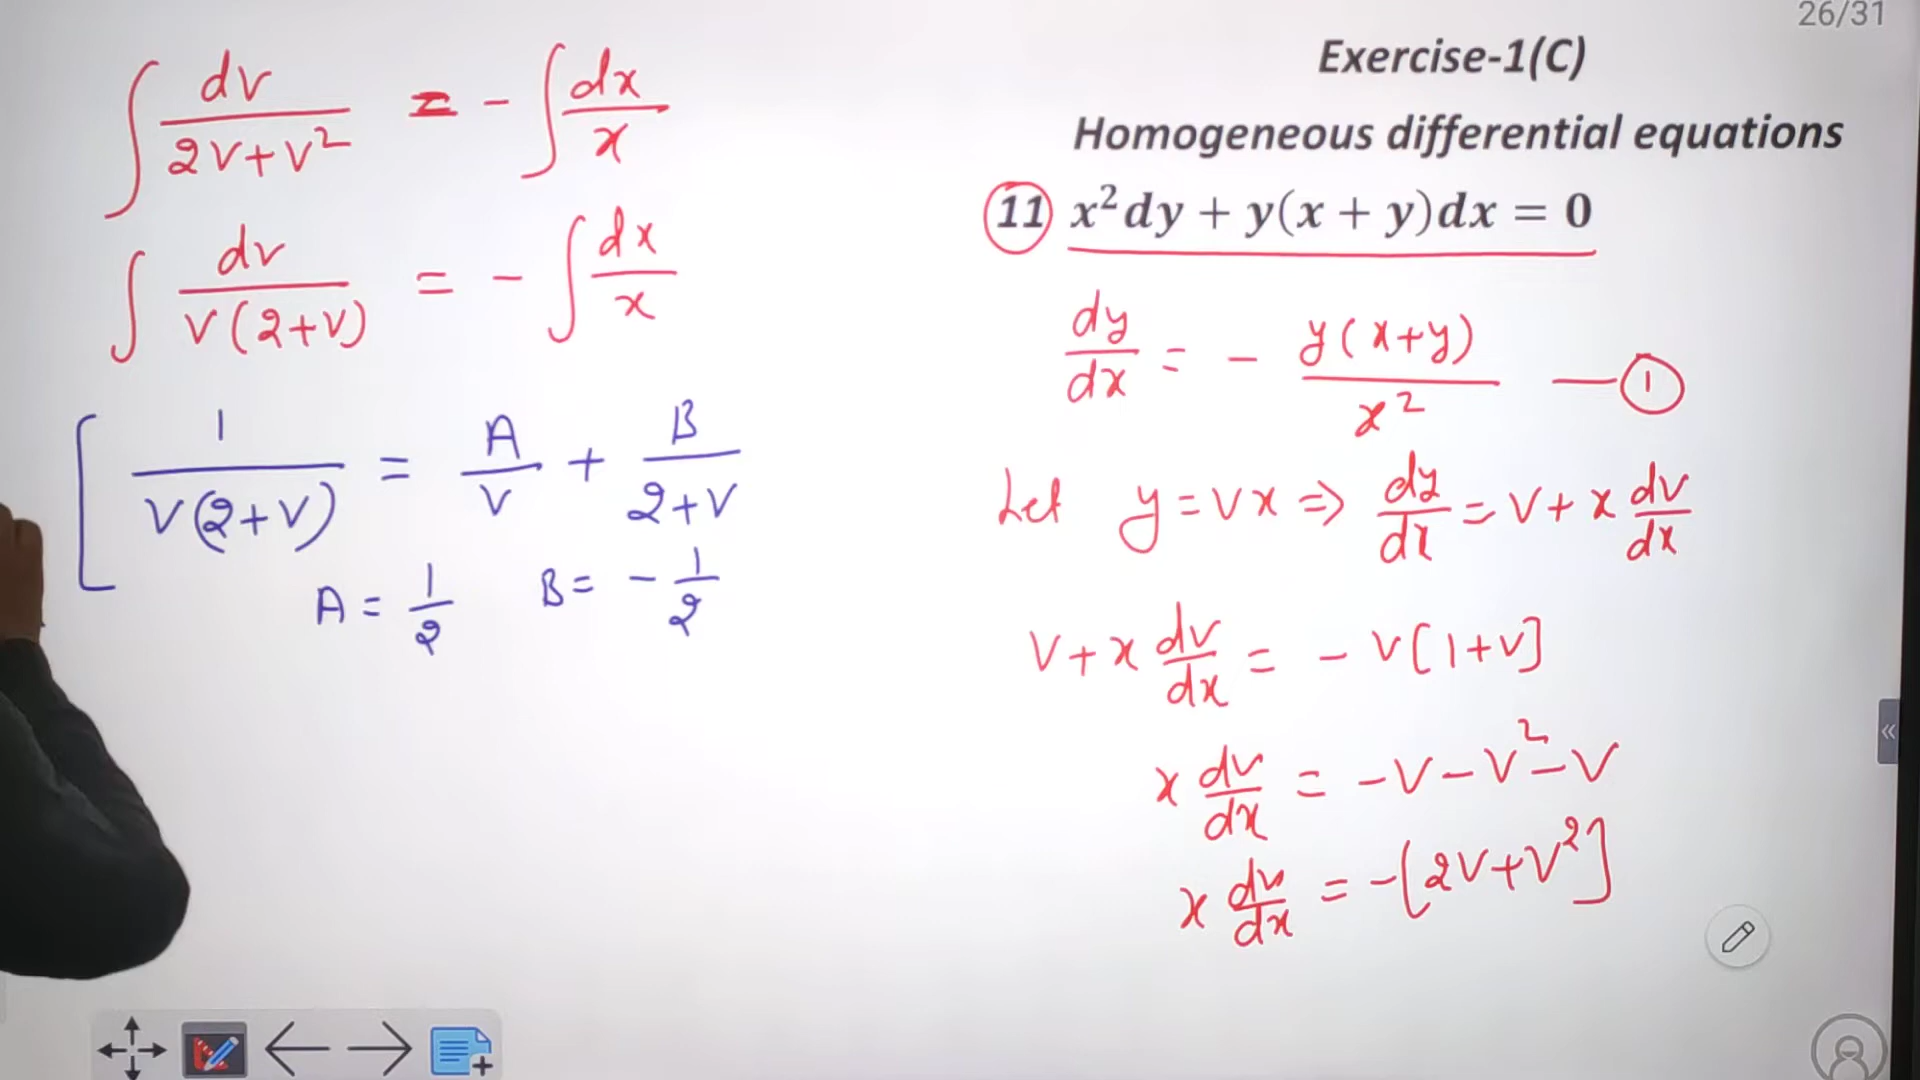 26/31
Exercise-1(C)
Homogeneous differential equations
11 x²dy + y(x + y)dx = 0
dy/dx = - y(x+y)/x² — 1
Let y = vx ⇒ dy/dx = v + x dv/dx
v + x dv/dx = - v[1+v]
x dv/dx = -v - v² - v
x dv/dx = -[2v+v²]
∫ dv/2v+v² = - ∫ dx/x
∫ dv/v(2+v) = - ∫ dx/x
[ 1/v(2+v) = A/v + B/2+v
A = 1/2 B = - 1/2
«